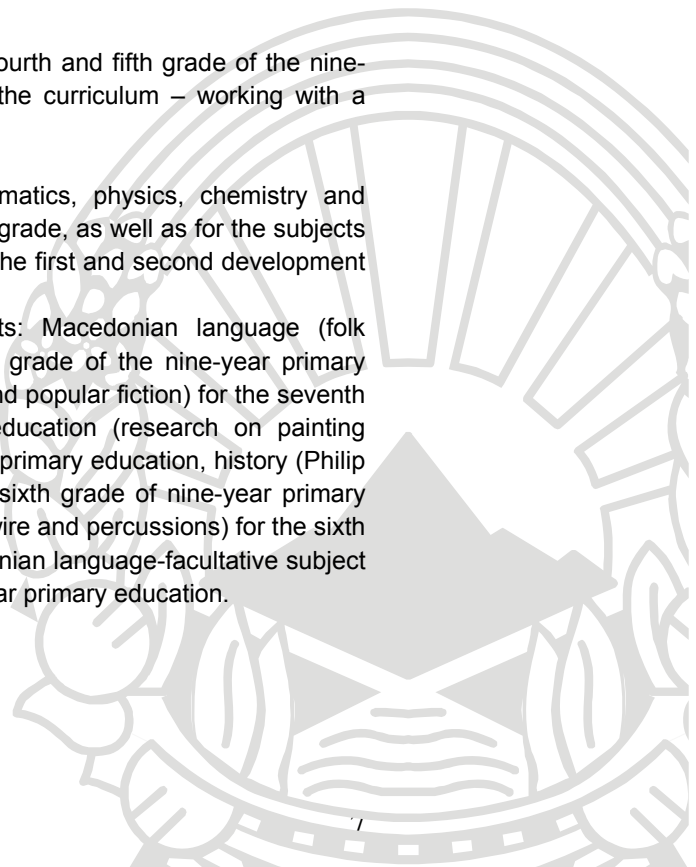 ourth and fifth grade of the nine-
the curriculum – working with a
matics, physics, chemistry and
grade, as well as for the subjects
he first and second development
ts: Macedonian language (folk
grade of the nine-year primary
nd popular fiction) for the seventh
education (research on painting
primary education, history (Philip
sixth grade of nine-year primary
wire and percussions) for the sixth
nian language-facultative subject
ar primary education.